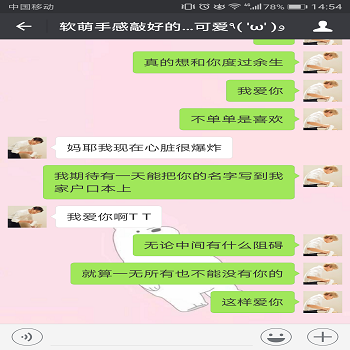 中国移动 4G 78% 14:54
软萌手感敲好的...可爱٩( 'ω' )و
真的想和你度过余生
我爱你
不单单是喜欢
妈耶我现在心脏很爆炸
我期待有一天能把你的名字写到我
家户口本上
我爱你啊T T
无论中间有什么阻碍
就算一无所有也不能没有你的
这样爱你